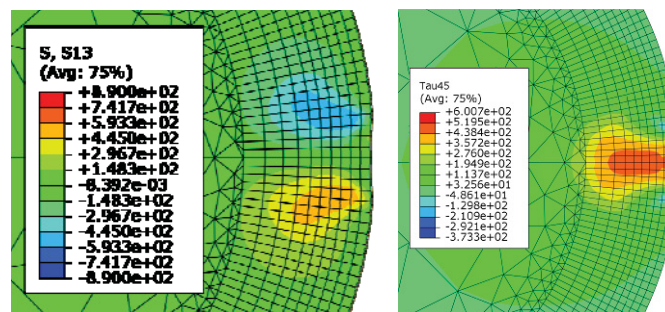 S, S13
(Avg: 75%)
+8.900e+02
+7.417e+02
+5.933e+02
+4.450e+02
+2.967e+02
+1.483e+02
-8.392e-03
-1.483e+02
-2.967e+02
-4.450e+02
-5.933e+02
-7.417e+02
-8.900e+02
Tau45
(Avg: 75%)
+6.007e+02
+5.195e+02
+4.384e+02
+3.572e+02
+2.760e+02
+1.949e+02
+1.137e+02
+3.256e+01
-4.861e+01
-1.298e+02
-2.109e+02
-2.921e+02
-3.733e+02